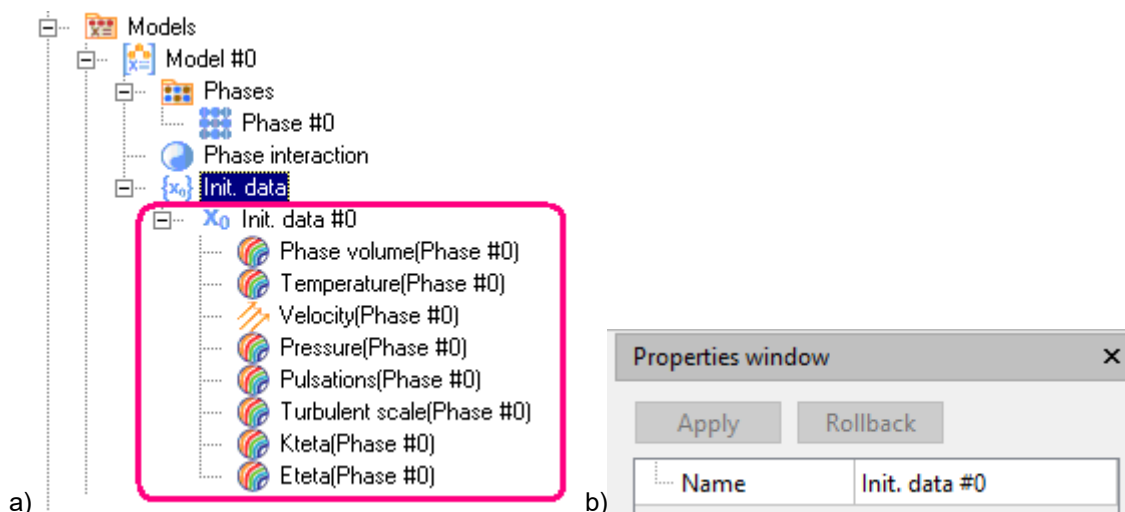 Models
Model #0
Phases
Phase #0
Phase interaction
{x₀} Init. data
X₀ Init. data #0
Phase volume(Phase #0)
Temperature(Phase #0)
Velocity(Phase #0)
Pressure(Phase #0)
Pulsations(Phase #0)
Turbulent scale(Phase #0)
Kteta(Phase #0)
Eteta(Phase #0)
a)
b)
Properties window
Apply Rollback
Name Init. data #0